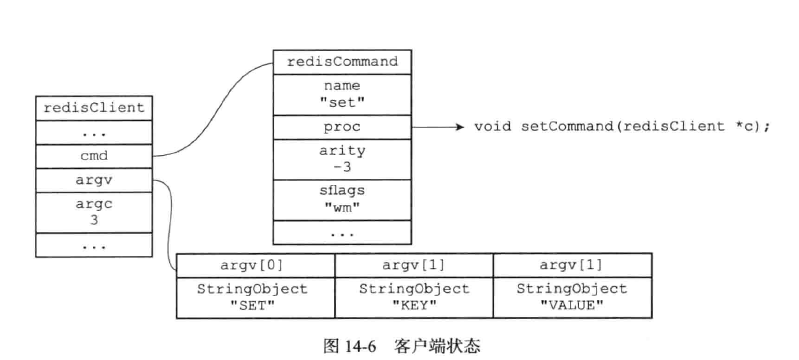 redisCommand
name
"set"
proc
void setCommand(redisClient *c);
arity
-3
sflags
"wm"
...
redisClient
...
cmd
argv
argc
3
...
argv[0] argv[1] argv[1]
StringObject StringObject StringObject
"SET" "KEY" "VALUE"
图 14-6 客户端状态